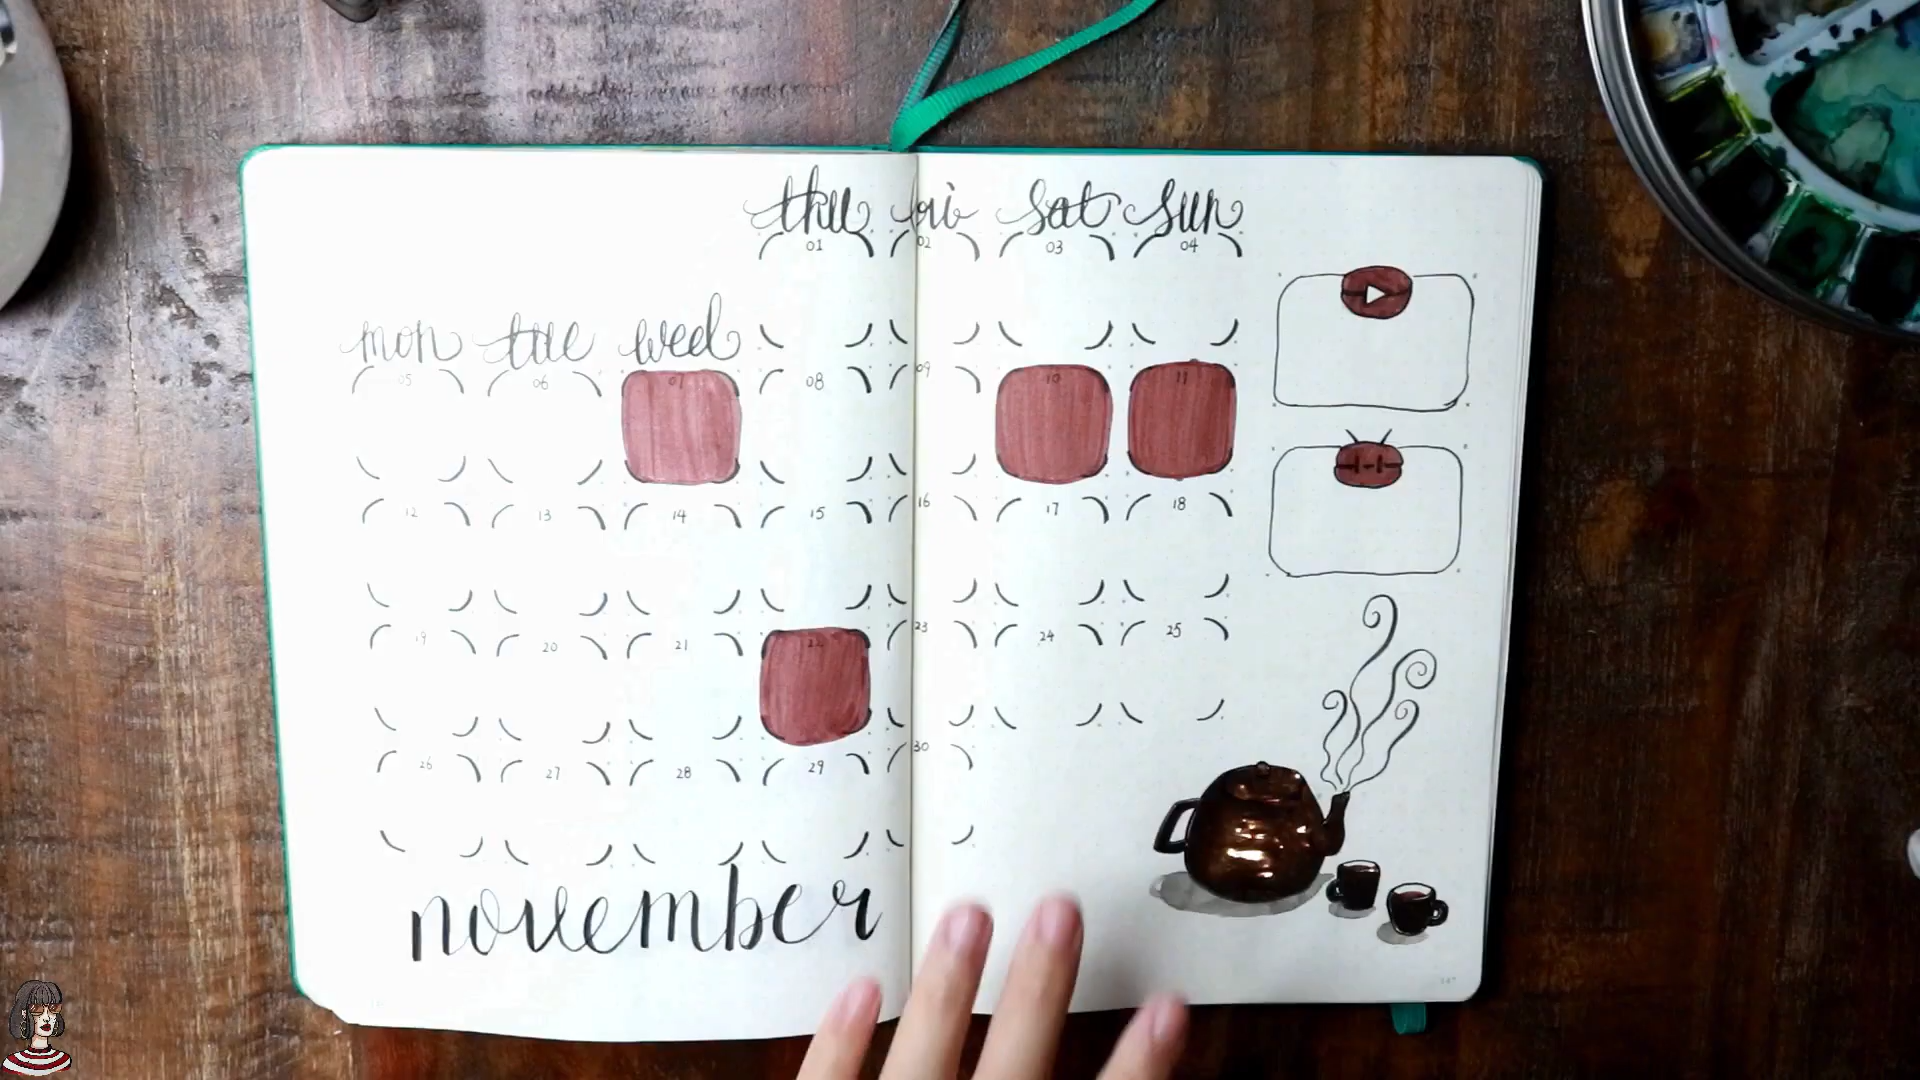 thu fri sat sun
01 02 03 04
mon tue wed
05 06 07 08 09 10 11
12 13 14 15 16 17 18
19 20 21 22 23 24 25
26 27 28 29 30
november